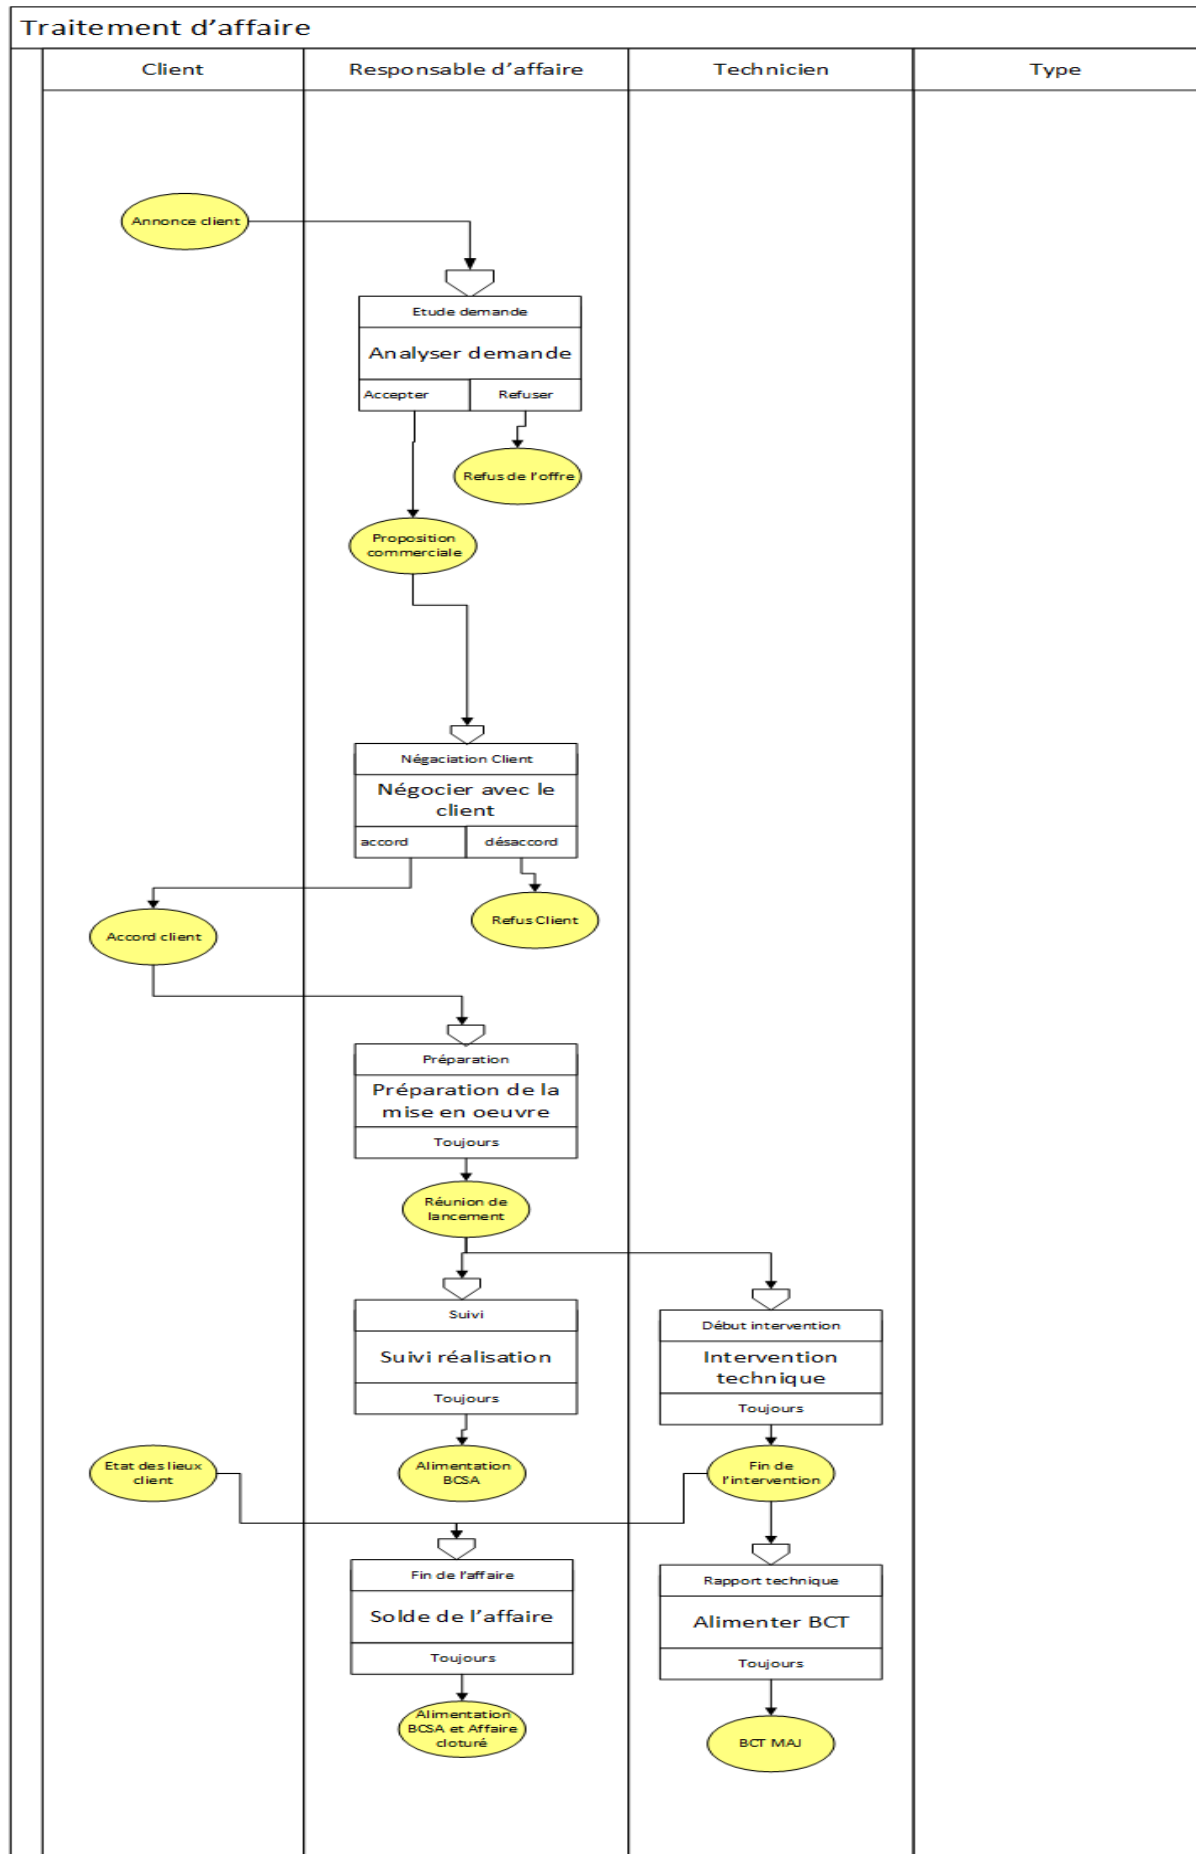 Traitement d'affaire
Client
Responsable d'affaire
Technicien
Type
Annonce client
Etude demande
Analyser demande
Accepter
Refuser
Refus de l'offre
Proposition
commerciale
Négaciation Client
Négocier avec le
client
accord
désaccord
Refus Client
Accord client
Préparation
Préparation de la
mise en oeuvre
Toujours
Réunion de
lancement
Suivi
Suivi réalisation
Toujours
Début intervention
Intervention
technique
Toujours
Etat des lieux
client
Alimentation
BCSA
Fin de
l'intervention
Fin de l'affaire
Solde de l'affaire
Toujours
Rapport technique
Alimenter BCT
Toujours
Alimentation
BCSA et Affaire
cloturé
BCT MAJ